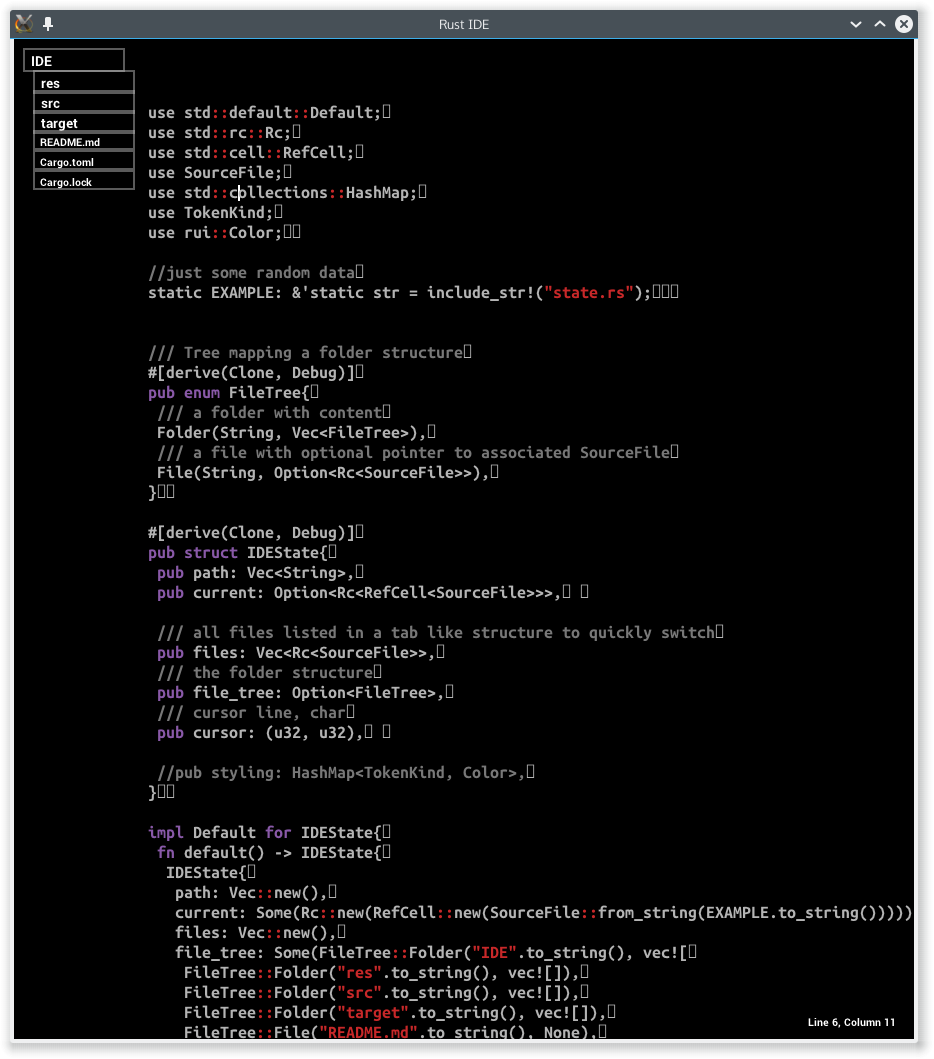 Rust IDE
IDE
res
src
target
README.md
Cargo.toml
Cargo.lock
use std::default::Default;▯
use std::rc::Rc;▯
use std::cell::RefCell;▯
use SourceFile;▯
use std::collections::HashMap;▯
use TokenKind;▯
use rui::Color;▯▯
//just some random data▯
static EXAMPLE: &'static str = include_str!("state.rs");▯▯▯
/// Tree mapping a folder structure▯
#[derive(Clone, Debug)]▯
pub enum FileTree{▯
 /// a folder with content▯
 Folder(String, Vec<FileTree>),▯
 /// a file with optional pointer to associated SourceFile▯
 File(String, Option<Rc<SourceFile>>),▯
}▯▯
#[derive(Clone, Debug)]▯
pub struct IDEState{▯
 pub path: Vec<String>,▯
 pub current: Option<Rc<RefCell<SourceFile>>>,▯ ▯
 /// all files listed in a tab like structure to quickly switch▯
 pub files: Vec<Rc<SourceFile>>,▯
 /// the folder structure▯
 pub file_tree: Option<FileTree>,▯
 /// cursor line, char▯
 pub cursor: (u32, u32),▯ ▯
 //pub styling: HashMap<TokenKind, Color>,▯
}▯▯
impl Default for IDEState{▯
 fn default() -> IDEState{▯
  IDEState{▯
   path: Vec::new(),▯
   current: Some(Rc::new(RefCell::new(SourceFile::from_string(EXAMPLE.to_string()))))
   files: Vec::new(),▯
   file_tree: Some(FileTree::Folder("IDE".to_string(), vec![▯
    FileTree::Folder("res".to_string(), vec![]),▯
    FileTree::Folder("src".to_string(), vec![]),▯
    FileTree::Folder("target".to_string(), vec![]),▯
    FileTree::File("README.md".to_string(), None),▯
Line 6, Column 11